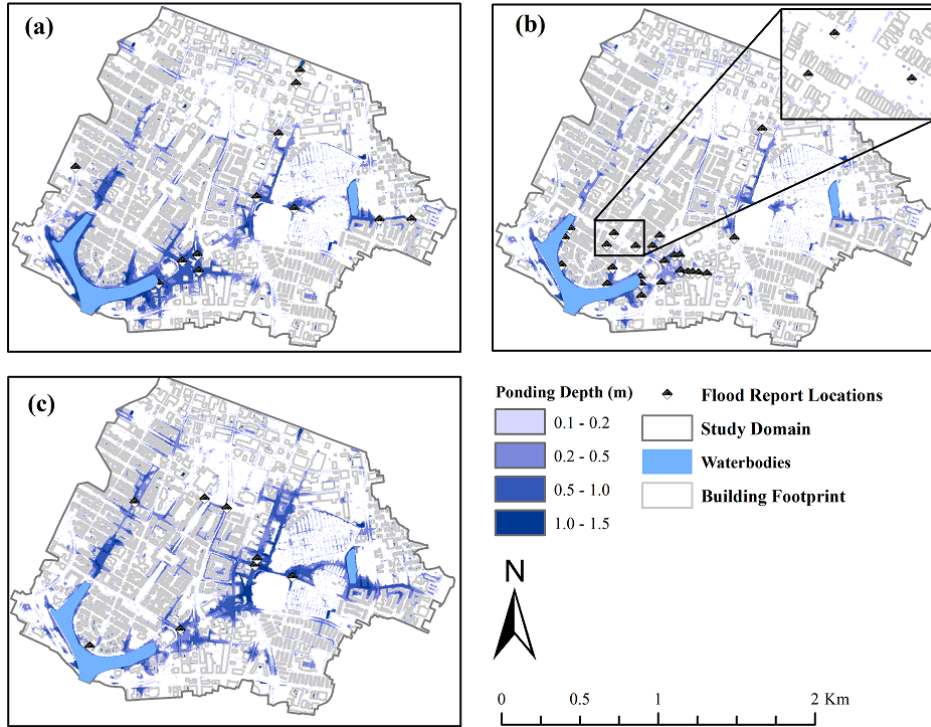 (a)
(b)
(c)
Ponding Depth (m)
0.1 - 0.2
0.2 - 0.5
0.5 - 1.0
1.0 - 1.5
Flood Report Locations
Study Domain
Waterbodies
Building Footprint
N
0 0.5 1 2 Km